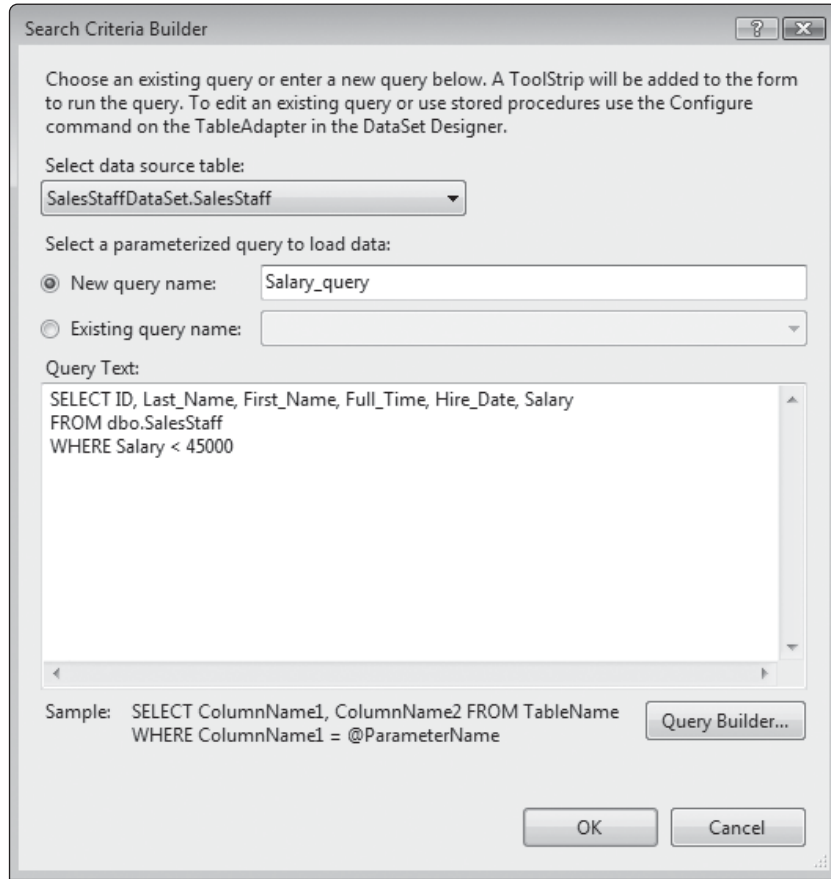 Search Criteria Builder
Choose an existing query or enter a new query below. A ToolStrip will be added to the form
to run the query. To edit an existing query or use stored procedures use the Configure
command on the TableAdapter in the DataSet Designer.
Select data source table:
SalesStaffDataSet.SalesStaff
Select a parameterized query to load data:
New query name: Salary_query
Existing query name:
Query Text:
SELECT ID, Last_Name, First_Name, Full_Time, Hire_Date, Salary
FROM dbo.SalesStaff
WHERE Salary < 45000
Sample: SELECT ColumnName1, ColumnName2 FROM TableName
WHERE ColumnName1 = @ParameterName
Query Builder...
OK Cancel